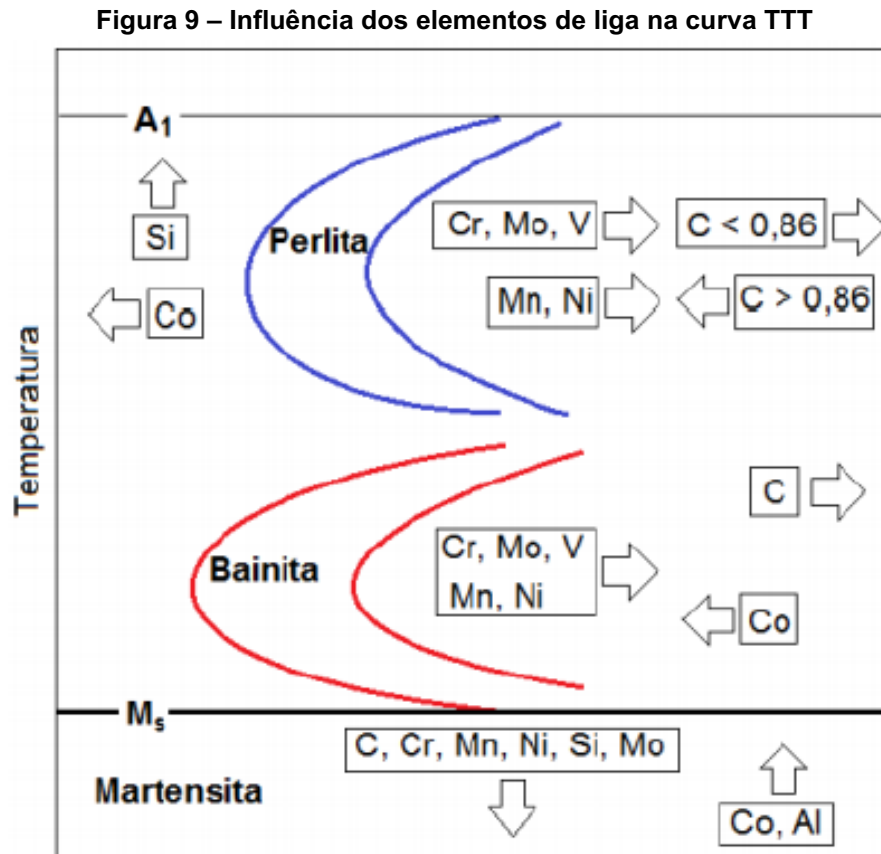 Figura 9 – Influência dos elementos de liga na curva TTT
A1
Si
Co
Perlita
Cr, Mo, V
C < 0,86
Mn, Ni
C > 0,86
Temperatura
C
Bainita
Cr, Mo, V
Mn, Ni
Co
Ms
C, Cr, Mn, Ni, Si, Mo
Martensita
Co, Al